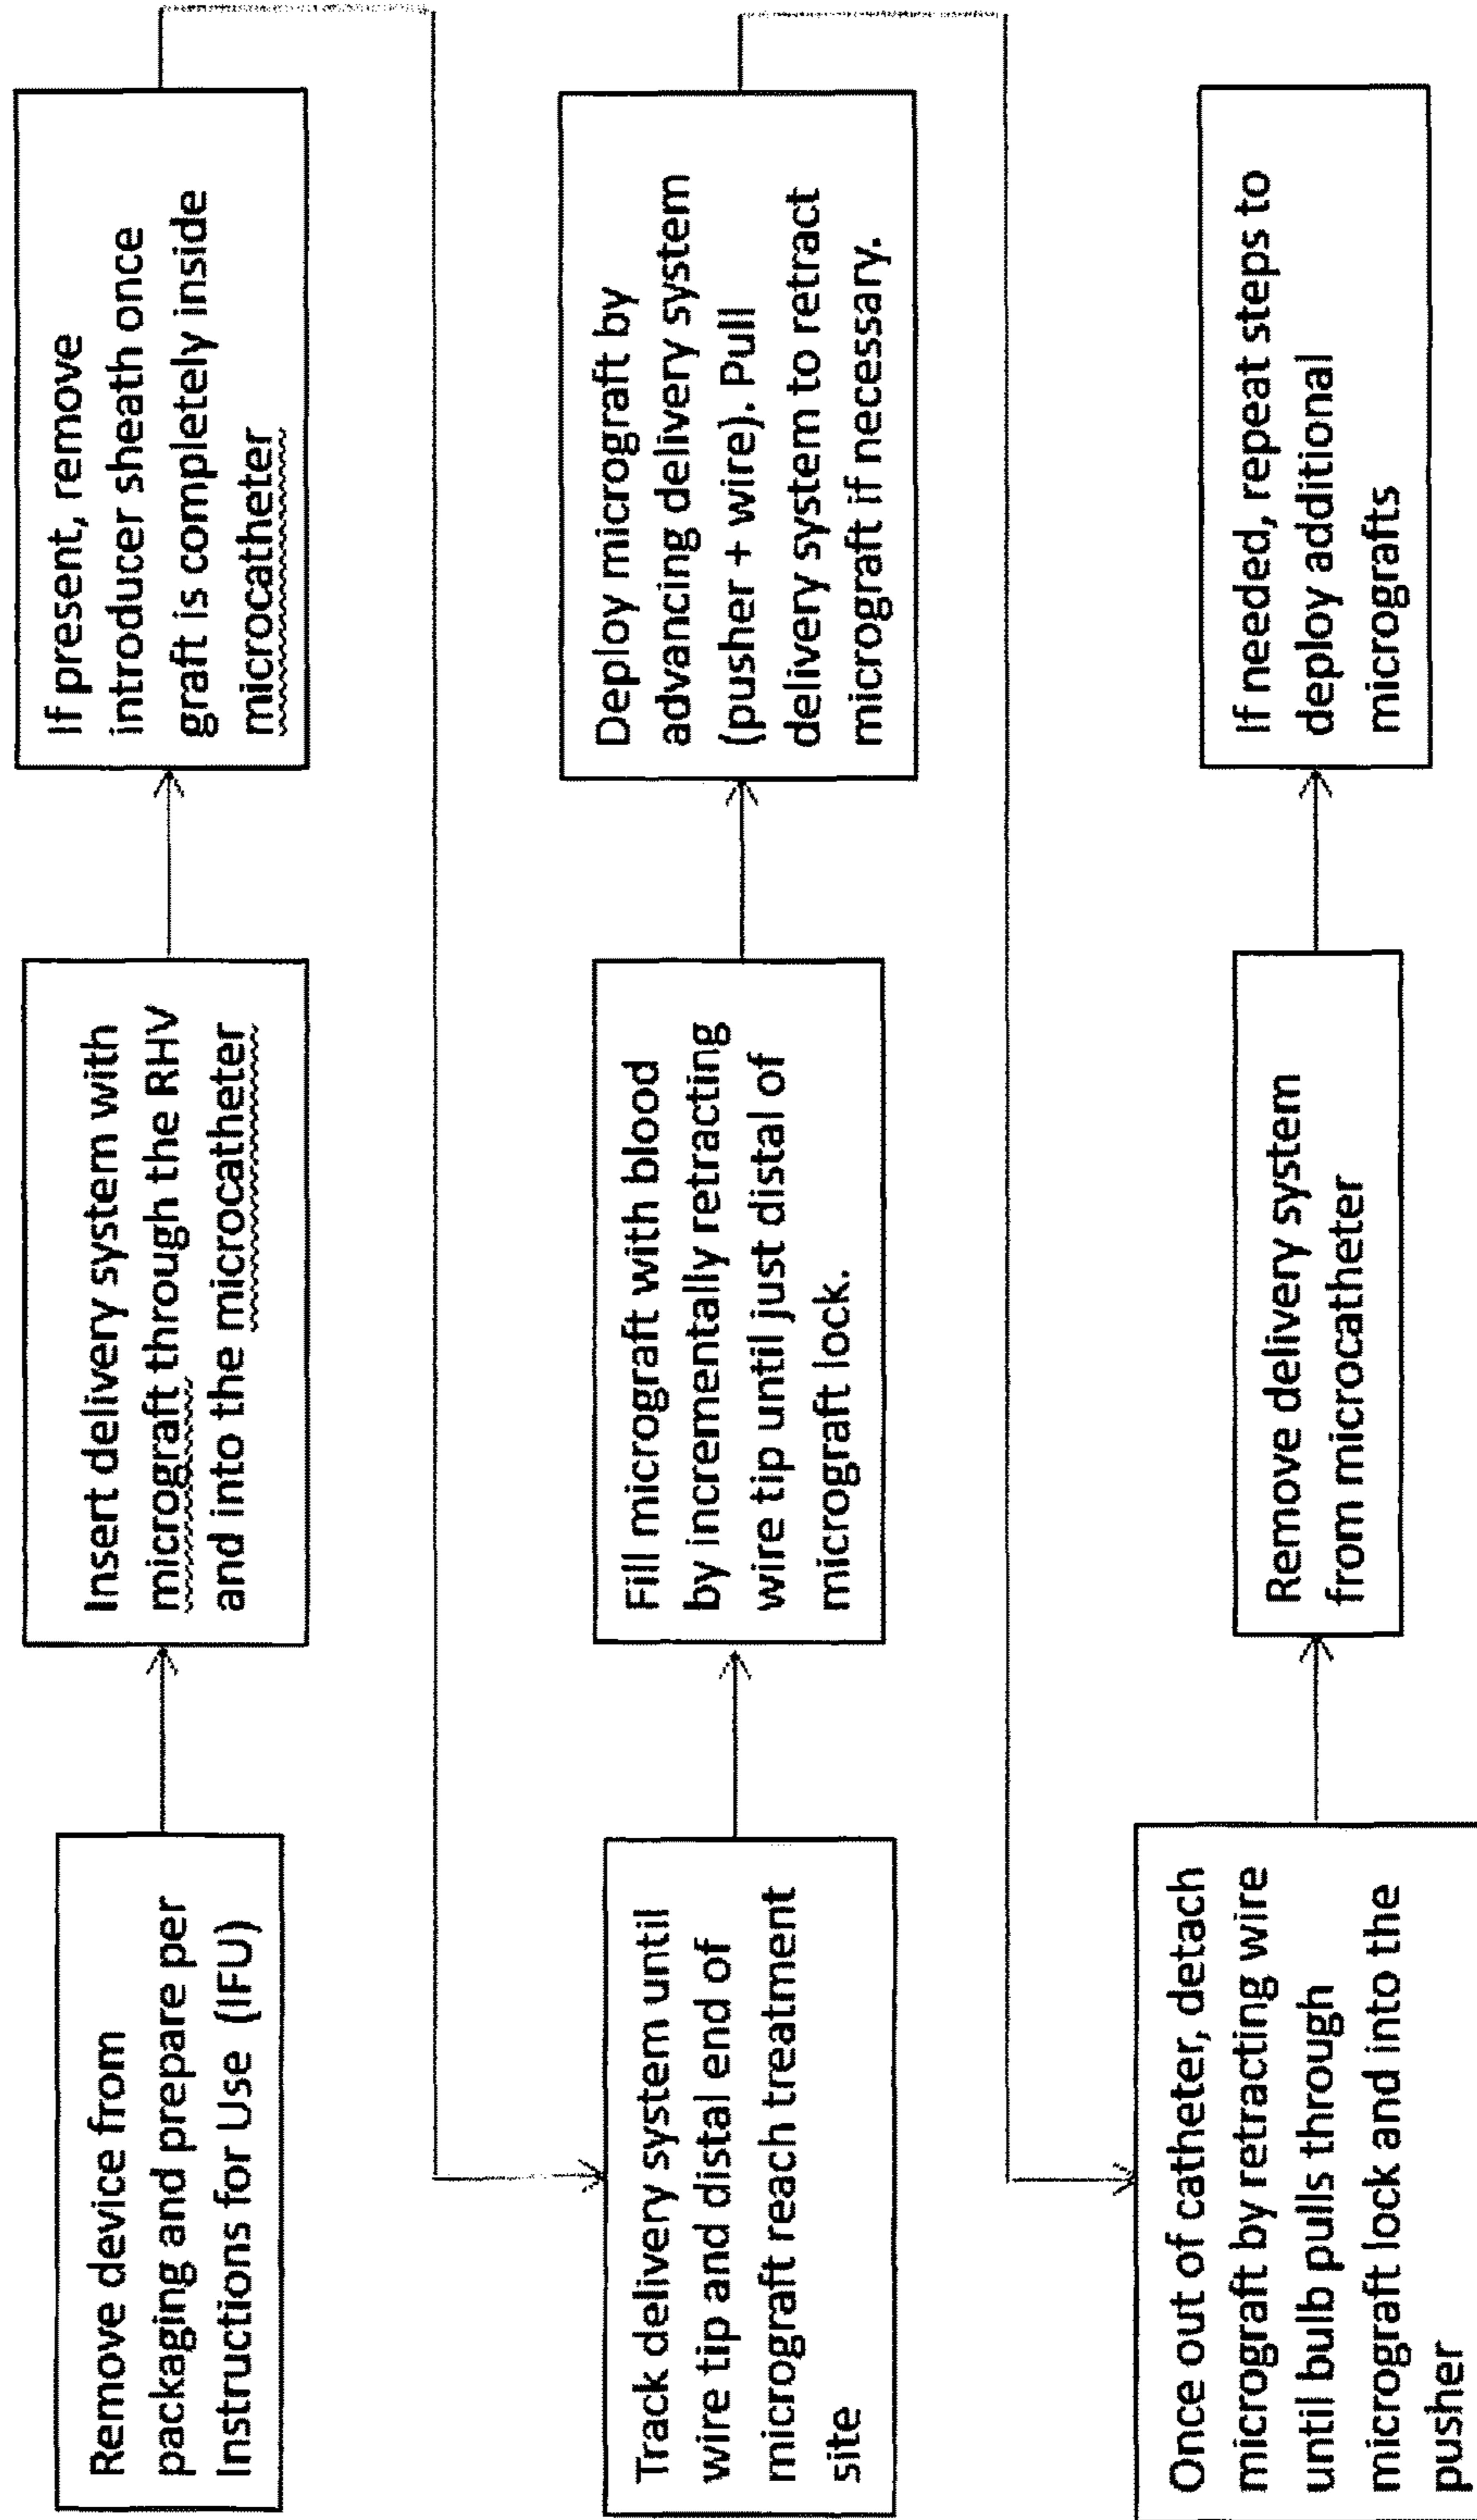 Remove device from
packaging and prepare per
Instructions for Use (IFU)
Insert delivery system with
micrograft through the RHV
and into the microcatheter
If present, remove
introducer sheath once
graft is completely inside
microcatheter
Track delivery system until
wire tip and distal end of
micrograft reach treatment
site
Fill micrograft with blood
by incrementally retracting
wire tip until just distal of
micrograft lock.
Deploy micrograft by
advancing delivery system
(pusher + wire). Pull
delivery system to retract
micrograft if necessary.
Once out of catheter, detach
micrograft by retracting wire
until bulb pulls through
micrograft lock and into the
pusher
Remove delivery system
from microcatheter
If needed, repeat steps to
deploy additional
micrografts